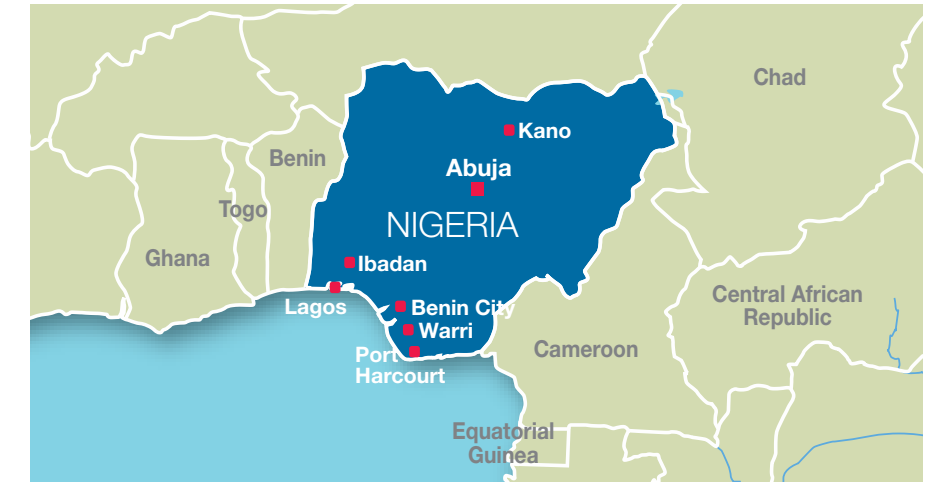 Chad
Kano
Benin
Abuja
Togo
NIGERIA
Ghana
Ibadan
Central African
Republic
Lagos
Benin City
Warri
Cameroon
Port
Harcourt
Equatorial
Guinea